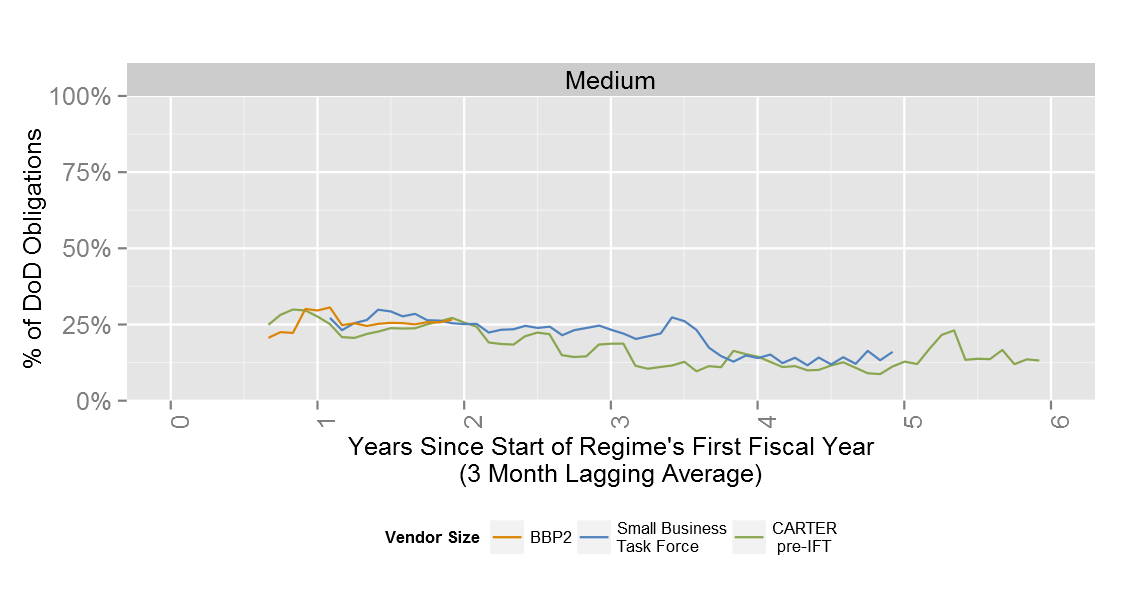 Medium
100%
75%
50%
25%
0%
% of DoD Obligations
0 1 2 3 4 5 6
Years Since Start of Regime's First Fiscal Year
(3 Month Lagging Average)
Vendor Size
BBP2
Small Business
Task Force
CARTER
pre-IFT